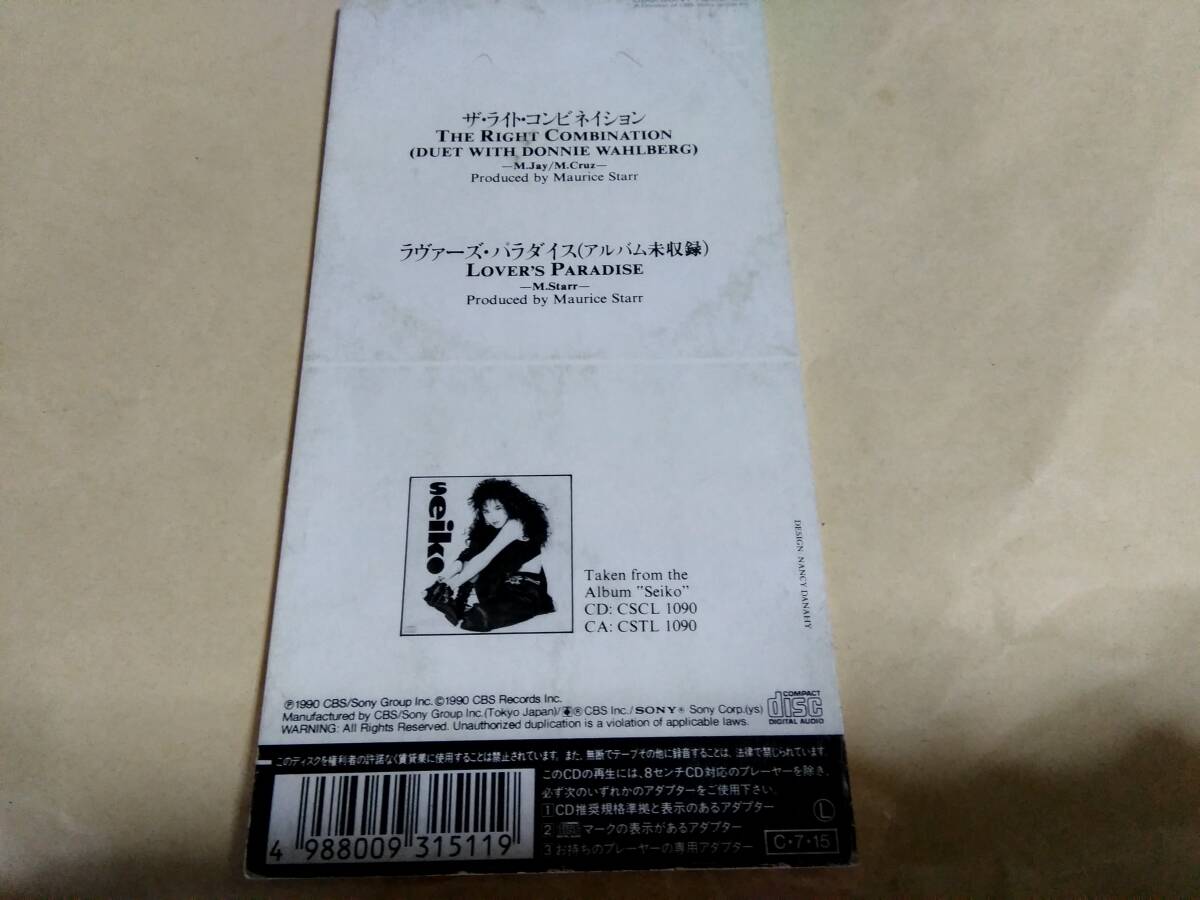 ザ・ライト・コンビネイション
THE RIGHT COMBINATION
(DUET WITH DONNIE WAHLBERG)
—M.Jay/M.Cruz—
Produced by Maurice Starr
ラヴァーズ・パラダイス(アルバム未収録)
LOVER'S PARADISE
—M.Starr—
Produced by Maurice Starr
seiko
Taken from the
Album "Seiko"
CD: CSCL 1090
CA: CSTL 1090
DESIGN NANCY DANAHY
℗1990 CBS/Sony Group Inc. ©1990 CBS Records Inc.
Manufactured by CBS/Sony Group Inc.(Tokyo Japan)/®CBS Inc./SONY® Sony Corp.(ys)
WARNING: All Rights Reserved. Unauthorized duplication is a violation of applicable laws.
COMPACT
disc
DIGITAL AUDIO
このディスクを権利者の許諾なく賃貸業に使用することは禁止されています。また、無断でテープその他に録音することは、法律で禁じられています。
このCDの再生には、8センチCD対応のプレーヤーを除き、
必ず次のいずれかのアダプターをご使用下さい。
1 CD推奨規格準拠と表示のあるアダプター
2 マークの表示があるアダプター
3 お持ちのプレーヤーの専用アダプター
L
C・7・15
4 988009 315119